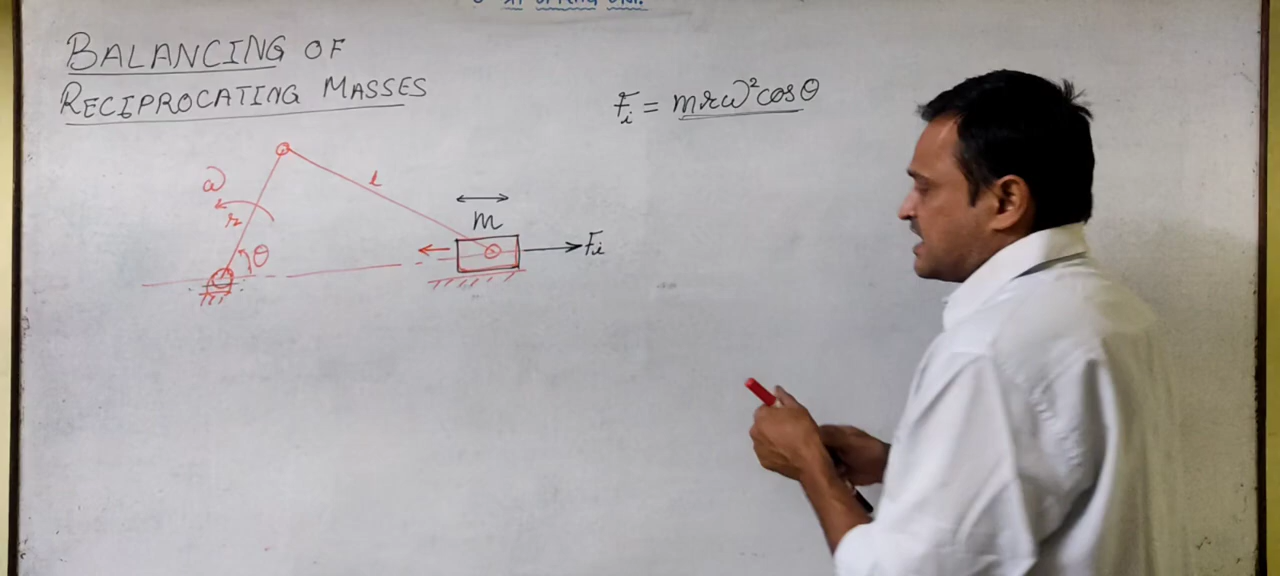 BALANCING OF
RECIPROCATING MASSES
Fᵢ = mrω²cosθ
ω
r
l
θ
m
Fᵢ